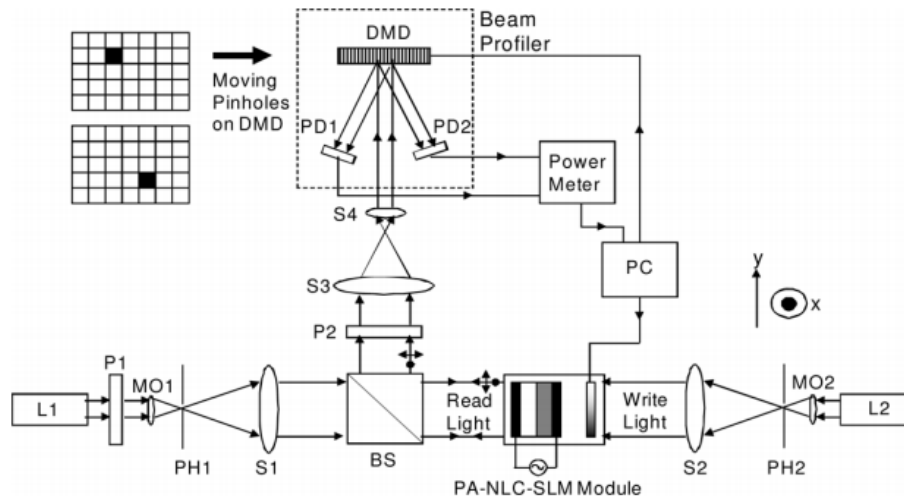 DMD
Beam
Profiler
Moving
Pinholes
on DMD
PD1
PD2
Power
Meter
S4
PC
S3
y
x
P2
P1
MO1
MO2
L1
Read
Light
Write
Light
L2
PH1
S1
BS
S2
PH2
PA-NLC-SLM Module